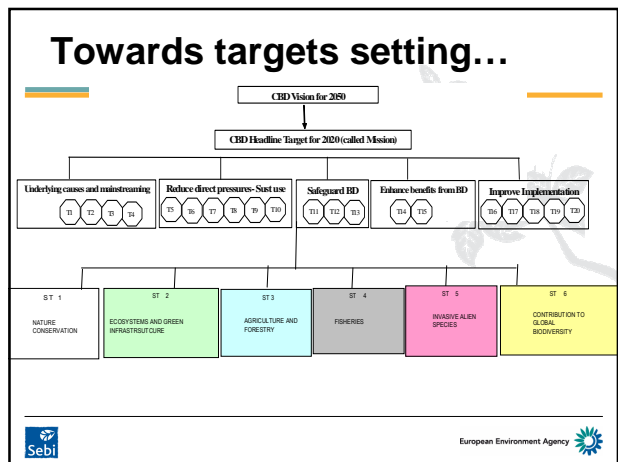 Towards targets setting…
CBD Vision for 2050
CBD Headline Target for 2020 (called Mission)
Underlying causes and mainstreaming
T1 T2 T3 T4
Reduce direct pressures- Sust use
T5 T6 T7 T8 T9 T10
Safeguard BD
T11 T12 T13
Enhance benefits from BD
T14 T15
Improve Implementation
T16 T17 T18 T19 T20
ST 1
NATURE
CONSERVATION
ST 2
ECOSYSTEMS AND GREEN
INFRASTRSUTCURE
ST 3
AGRICULTURE AND
FORESTRY
ST 4
FISHERIES
ST 5
INVASIVE ALIEN
SPECIES
ST 6
CONTRIBUTION TO
GLOBAL
BIODIVERSITY
Sebi
European Environment Agency